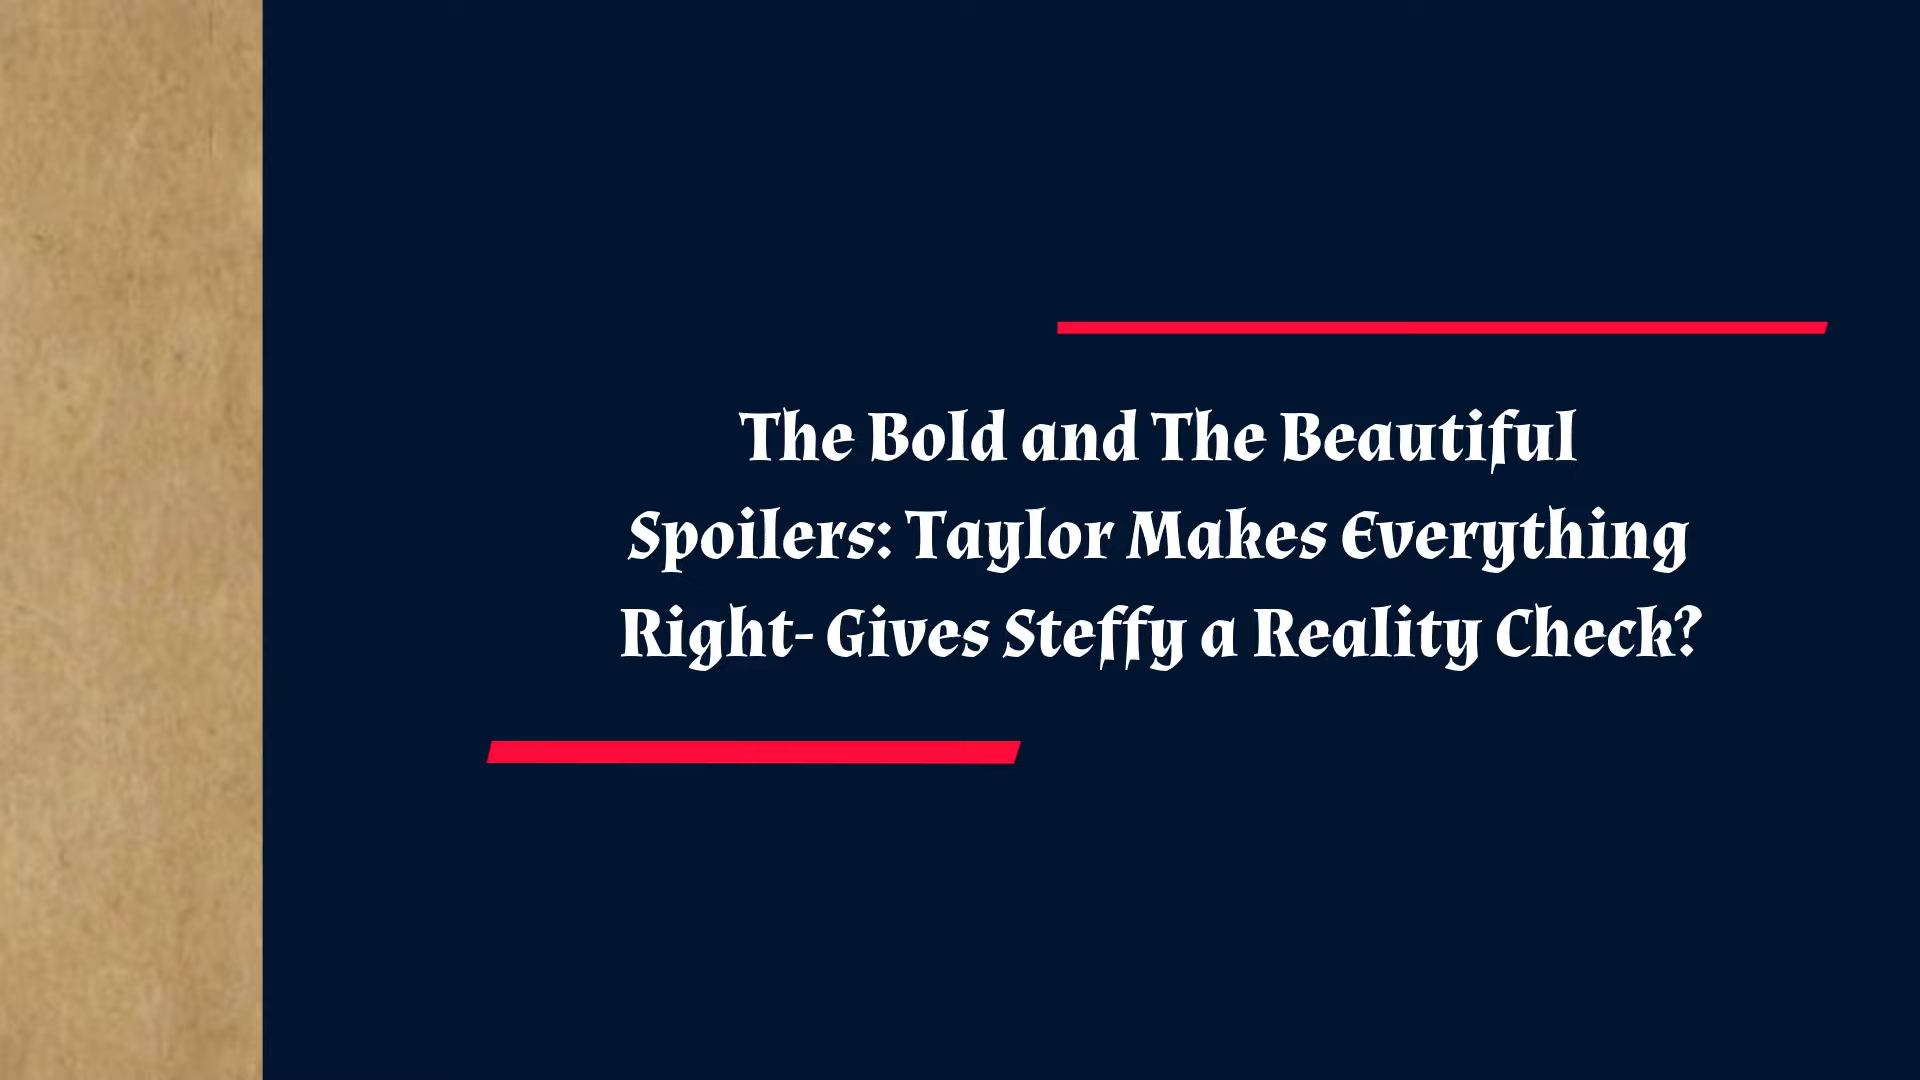 The Bold and The Beautiful
Spoilers: Taylor Makes Everything
Right- Gives Steffy a Reality Check?